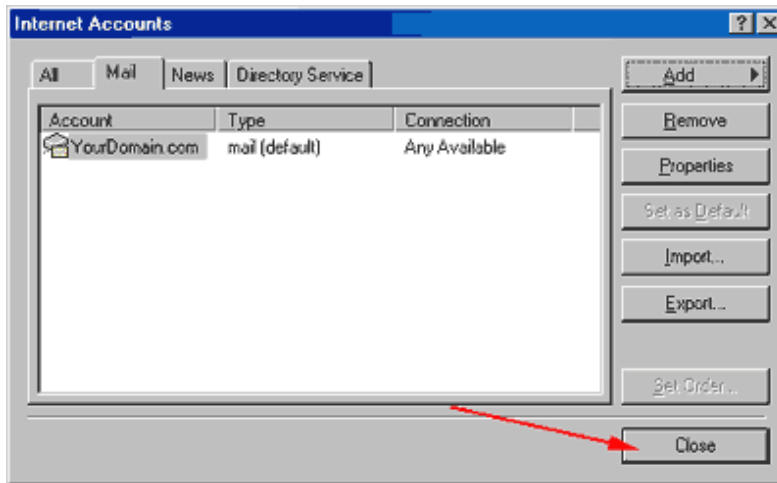 Internet Accounts
All Mail News Directory Service
Add
Account Type Connection
Remove
YourDomain.com mail (default) Any Available
Properties
Set as Default
Import...
Export...
Set Order...
Close